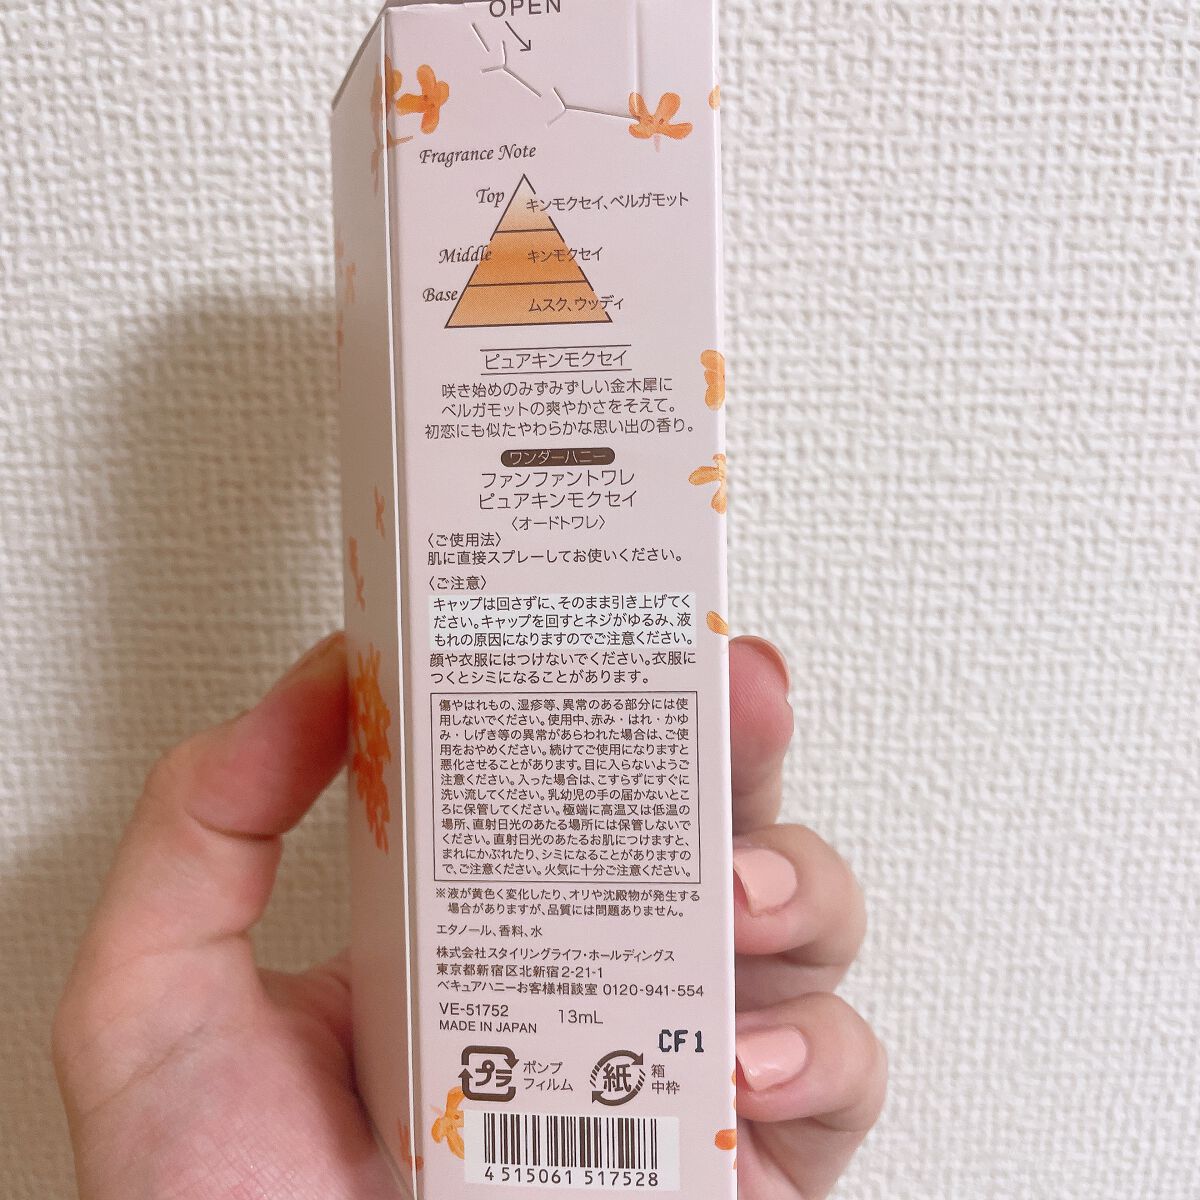 OPEN
Fragrance Note
Top キンモクセイ、ベルガモット
Middle キンモクセイ
Base ムスク、ウッディ
ピュアキンモクセイ
咲き始めのみずみずしい金木犀に
ベルガモットの爽やかさをそえて。
初恋にも似たやわらかな思い出の香り。
ワンダーハニー
ファンファントワレ
ピュアキンモクセイ
〈オードトワレ〉
〈ご使用法〉
肌に直接スプレーしてお使いください。
〈ご注意〉
キャップは回さずに、そのまま引き上げてく
ださい。キャップを回すとネジがゆるみ、液
もれの原因になりますのでご注意ください。
顔や衣服にはつけないでください。衣服に
つくとシミになることがあります。
傷やはれもの、湿疹等、異常のある部分には使
用しないでください。使用中、赤み・はれ・かゆ
み・しげき等の異常があらわれた場合は、ご使
用をおやめください。続けてご使用になりますと
悪化させることがあります。目に入らないようご
注意ください。入った場合は、こすらずにすぐに
洗い流してください。乳幼児の手の届かないとこ
ろに保管してください。極端に高温又は低温の
場所、直射日光のあたる場所には保管しないで
ください。直射日光のあたるお肌につけますと、
まれにかぶれたり、シミになることがありますの
で、ご注意ください。火気に十分ご注意ください。
※液が黄色く変化したり、オリや沈殿物が発生する
場合がありますが、品質には問題ありません。
エタノール、香料、水
株式会社スタイリングライフ・ホールディングス
東京都新宿区北新宿2-21-1
ベキュアハニーお客様相談室 0120-941-554
VE-51752 13mL
MADE IN JAPAN
CF1
プラ ポンプ
フィルム
紙 箱
中枠
4 515061 517528